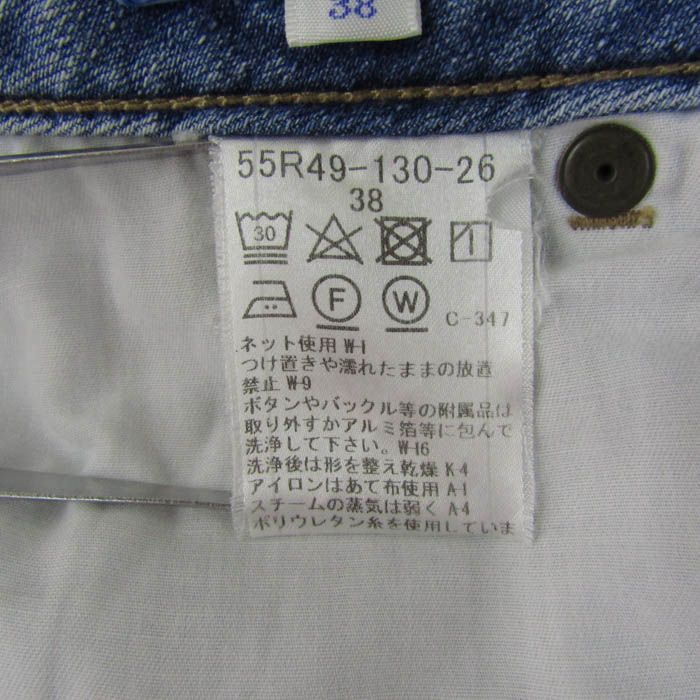 38
55R49-130-26
38
30
F
W
C-347
ネット使用 W-1
つけ置きや濡れたままの放置
禁止 W-9
ボタンやバックル等の附属品は
取り外すかアルミ箔等に包んで
洗浄して下さい。W-16
洗浄後は形を整え乾燥 K-4
アイロンはあて布使用 A-1
スチームの蒸気は弱く A-4
ポリウレタン糸を使用していま